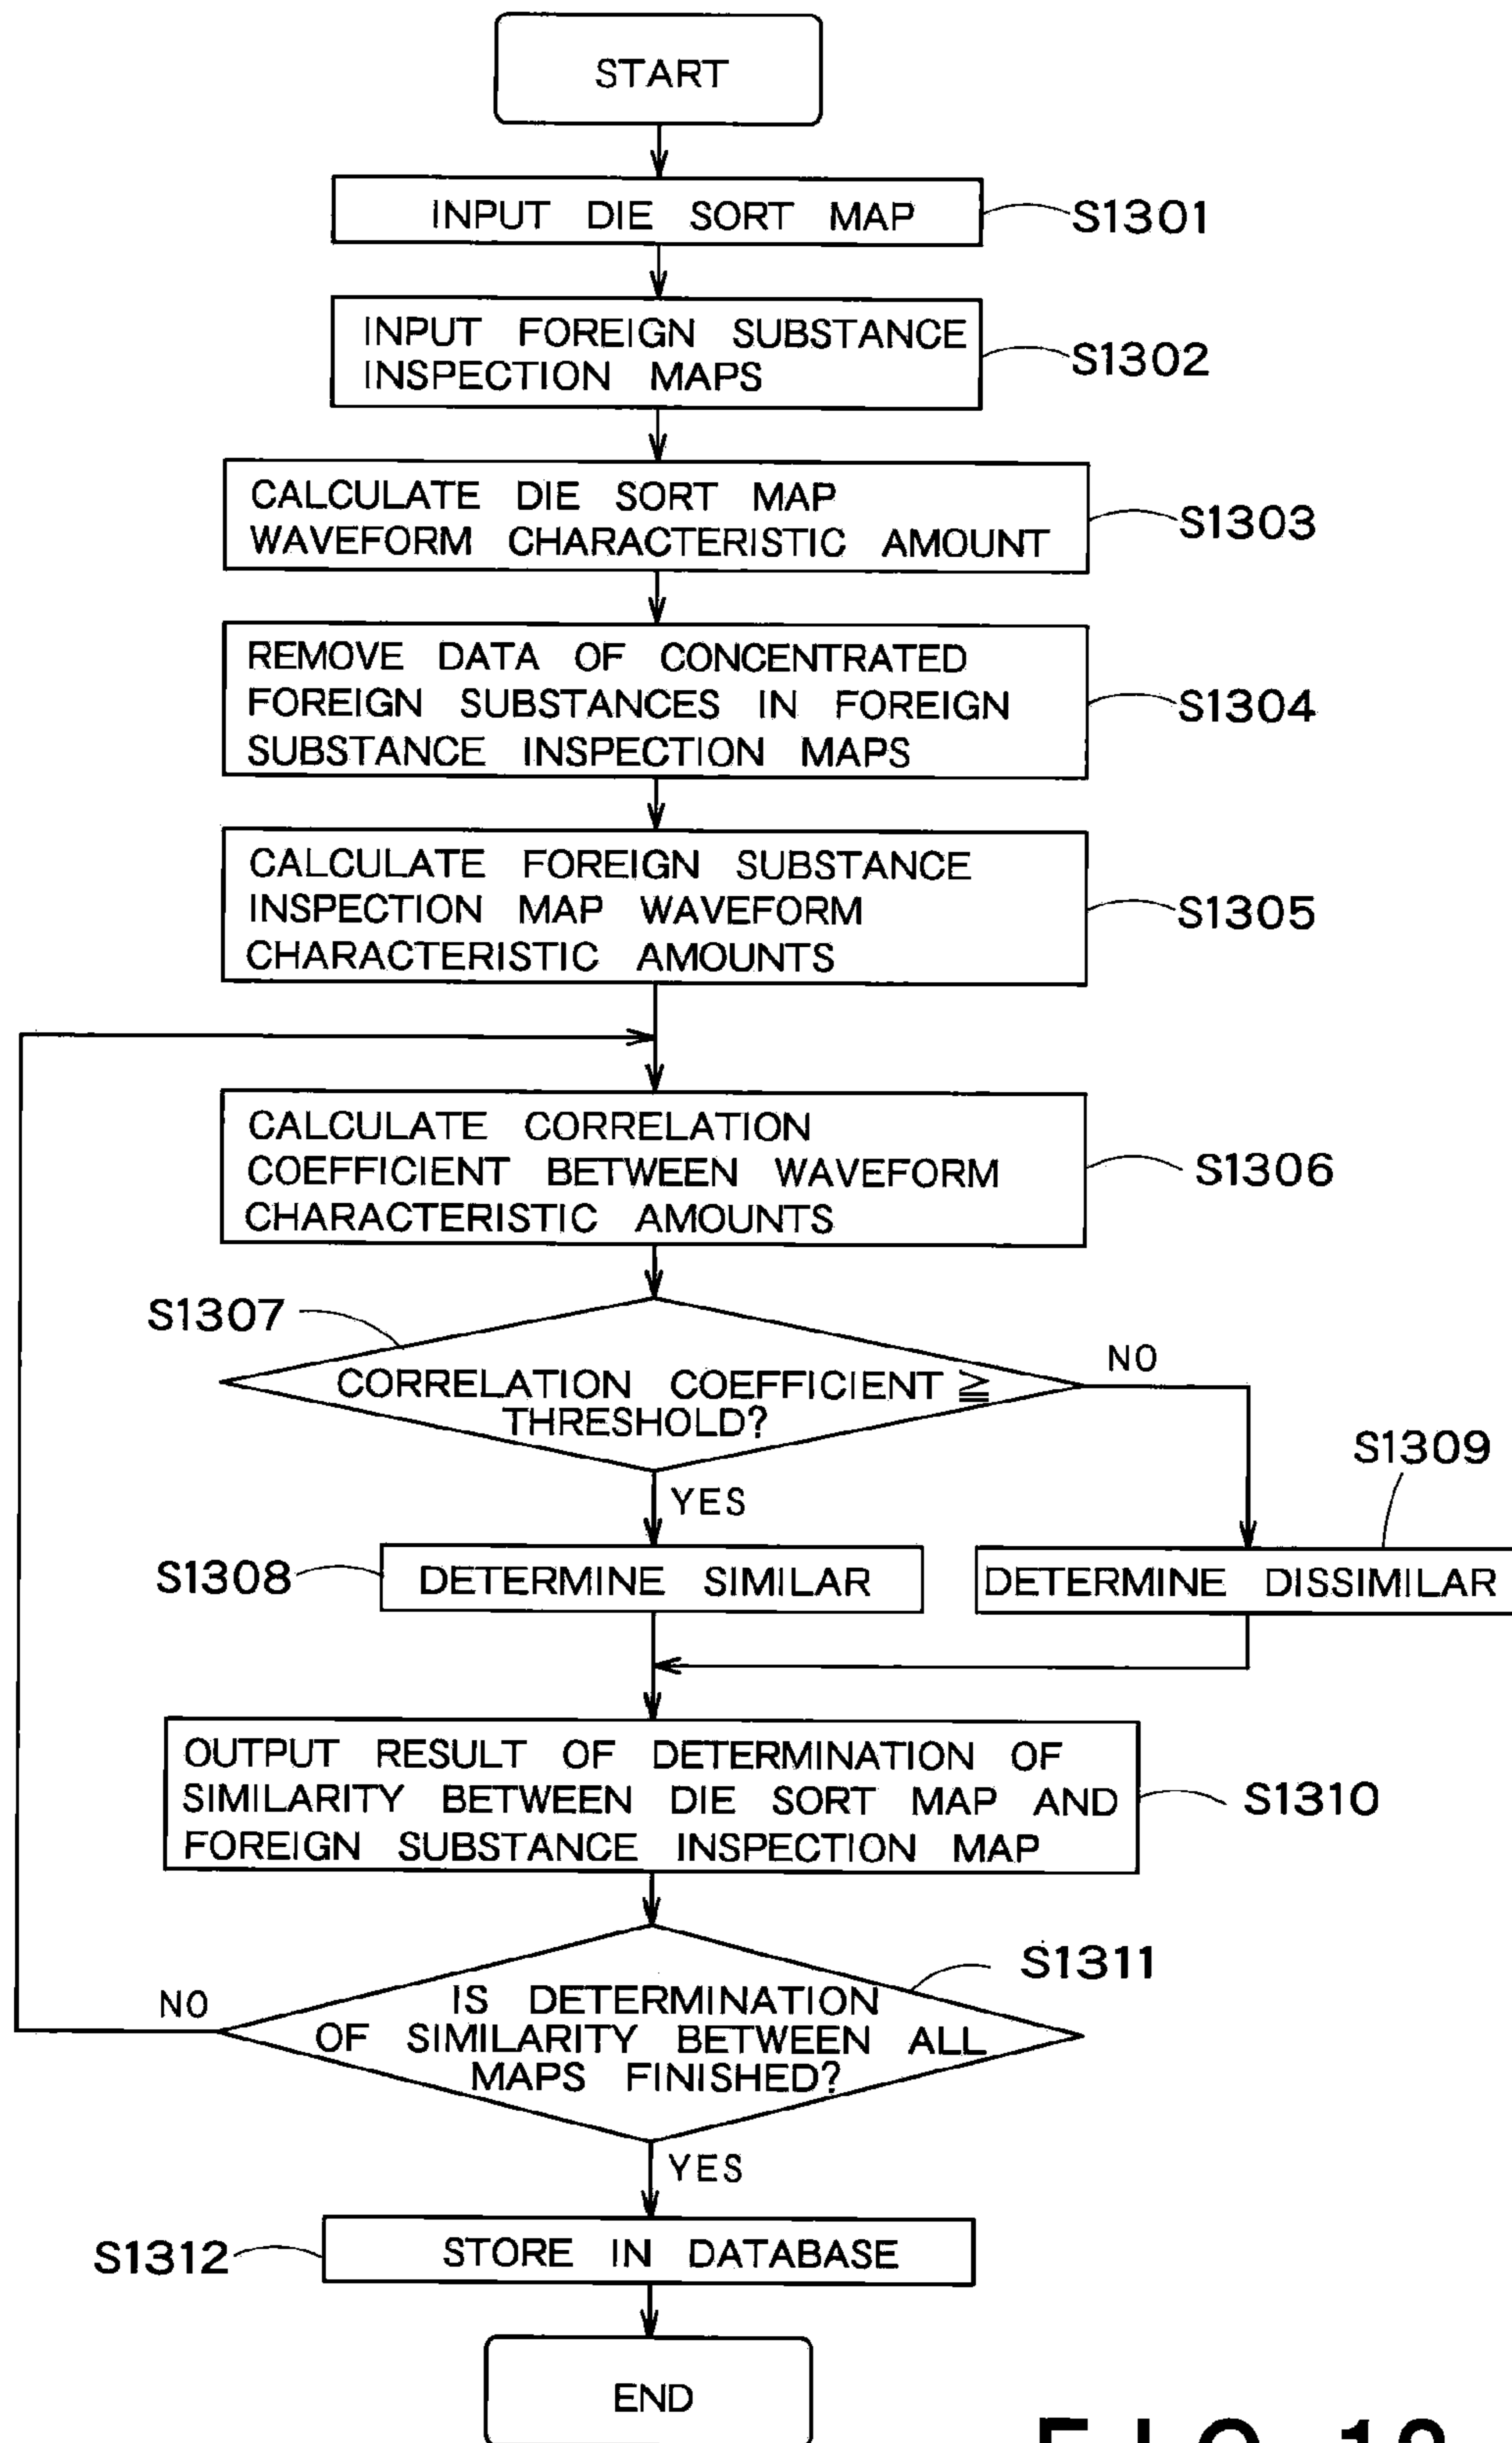 START
INPUT DIE SORT MAP
S1301
INPUT FOREIGN SUBSTANCE
INSPECTION MAPS
S1302
CALCULATE DIE SORT MAP
WAVEFORM CHARACTERISTIC AMOUNT
S1303
REMOVE DATA OF CONCENTRATED
FOREIGN SUBSTANCES IN FOREIGN
SUBSTANCE INSPECTION MAPS
S1304
CALCULATE FOREIGN SUBSTANCE
INSPECTION MAP WAVEFORM
CHARACTERISTIC AMOUNTS
S1305
CALCULATE CORRELATION
COEFFICIENT BETWEEN WAVEFORM
CHARACTERISTIC AMOUNTS
S1306
S1307
CORRELATION COEFFICIENT ≧
THRESHOLD?
NO
YES
S1309
S1308
DETERMINE SIMILAR
DETERMINE DISSIMILAR
OUTPUT RESULT OF DETERMINATION OF
SIMILARITY BETWEEN DIE SORT MAP AND
FOREIGN SUBSTANCE INSPECTION MAP
S1310
S1311
IS DETERMINATION
OF SIMILARITY BETWEEN ALL
MAPS FINISHED?
NO
YES
S1312
STORE IN DATABASE
END